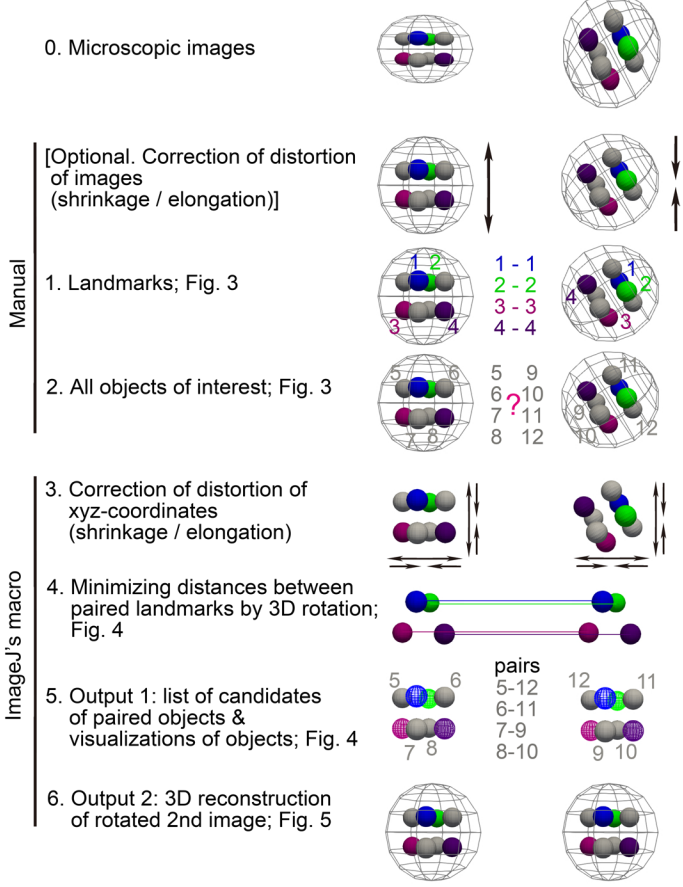 0. Microscopic images
Manual
[Optional. Correction of distortion
of images
(shrinkage / elongation)]
1. Landmarks; Fig. 3
1 2
3 4
1 - 1
2 - 2
3 - 3
4 - 4
1
2
4
3
2. All objects of interest; Fig. 3
5 6
7 8
5 9
6 10
?
7 11
8 12
11
9
10 12
ImageJ's macro
3. Correction of distortion of
xyz-coordinates
(shrinkage / elongation)
4. Minimizing distances between
paired landmarks by 3D rotation;
Fig. 4
5. Output 1: list of candidates
of paired objects &
visualizations of objects; Fig. 4
5 6
7 8
pairs
5-12
6-11
7-9
8-10
12 11
9 10
6. Output 2: 3D reconstruction
of rotated 2nd image; Fig. 5